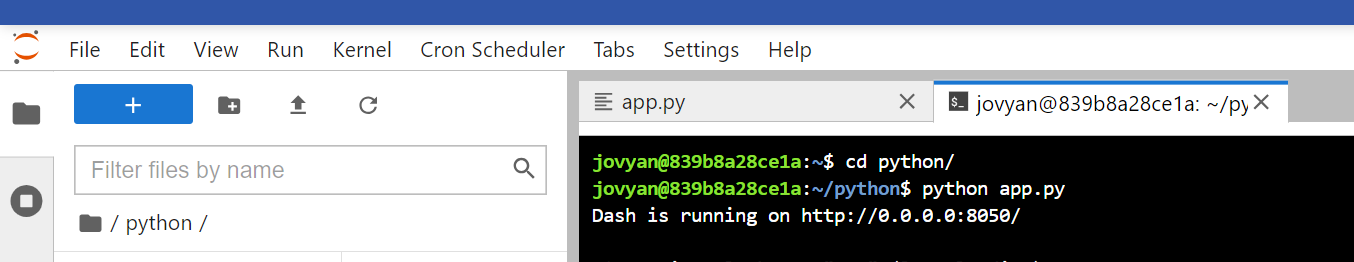 File Edit View Run Kernel Cron Scheduler Tabs Settings Help
+
app.py
$_ jovyan@839b8a28ce1a: ~/py
Filter files by name
/ python /
jovyan@839b8a28ce1a:~$ cd python/
jovyan@839b8a28ce1a:~/python$ python app.py
Dash is running on http://0.0.0.0:8050/